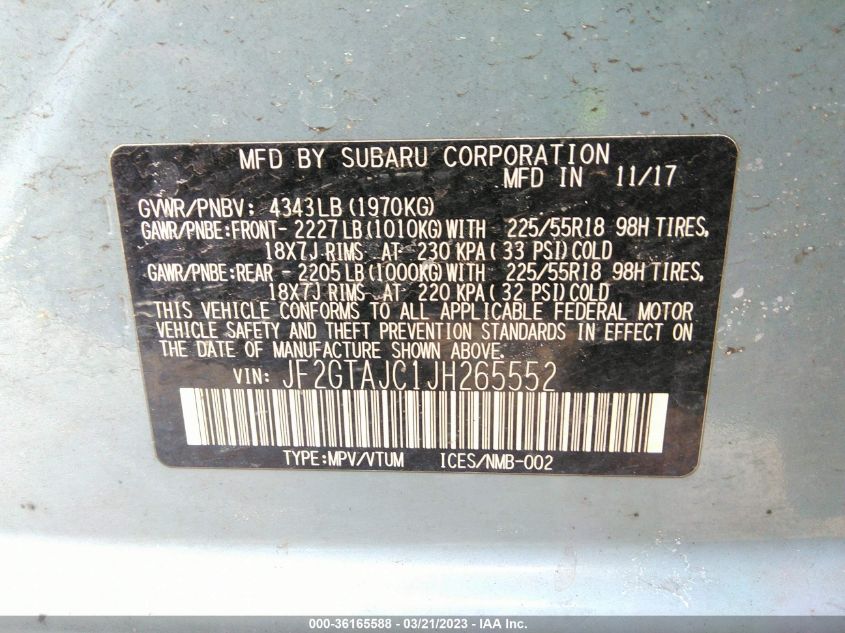 MFD BY SUBARU CORPORATION
MFD IN 11/17
GVWR/PNBV: 4343LB(1970KG)
GAWR/PNBE:FRONT- 2227LB(1010KG)WITH 225/55R18 98H TIRES,
18X7J RIMS AT 230 KPA( 33 PSI)COLD
GAWR/PNBE:REAR - 2205LB(1000KG)WITH 225/55R18 98H TIRES,
18X7J RIMS AT 220 KPA( 32 PSI)COLD
THIS VEHICLE CONFORMS TO ALL APPLICABLE FEDERAL MOTOR
VEHICLE SAFETY AND THEFT PREVENTION STANDARDS IN EFFECT ON
THE DATE OF MANUFACTURE SHOWN ABOVE.
VIN: JF2GTAJC1JH265552
TYPE:MPV/VTUM ICES/NMB-002
000-36165588 - 03/21/2023 - IAA Inc.